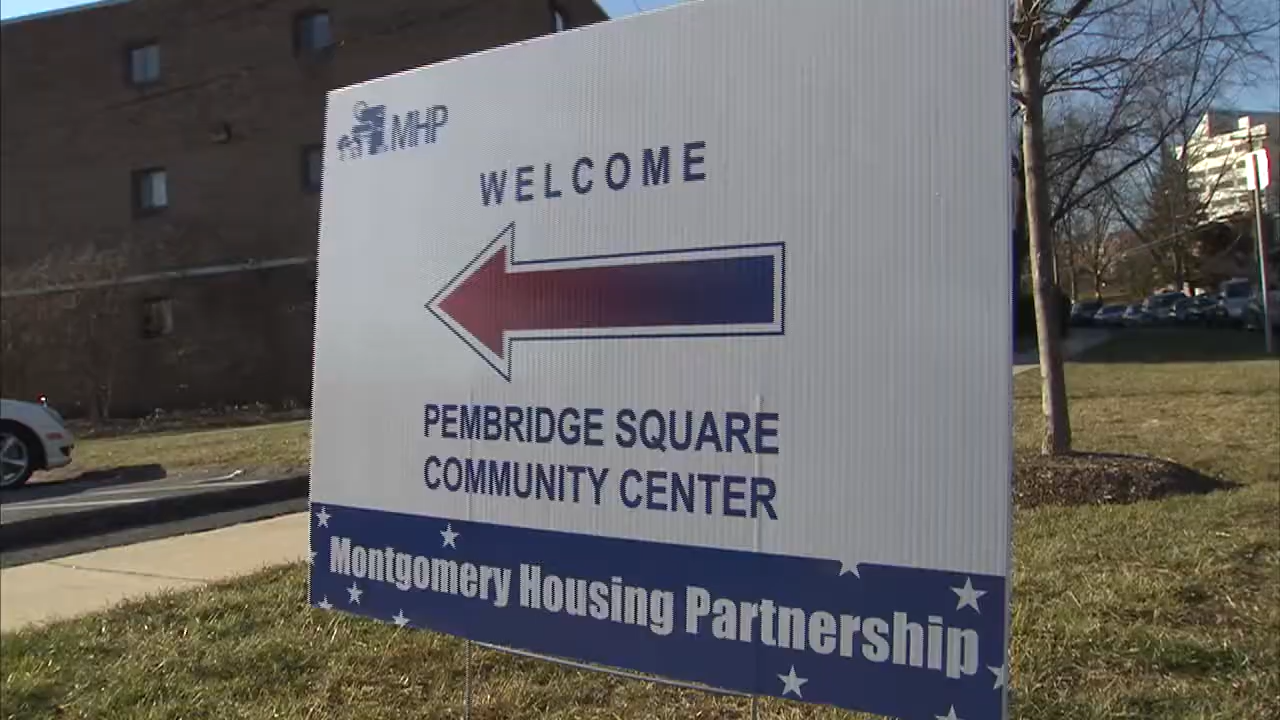 MHP
WELCOME
PEMBRIDGE SQUARE
COMMUNITY CENTER
Montgomery Housing Partnership